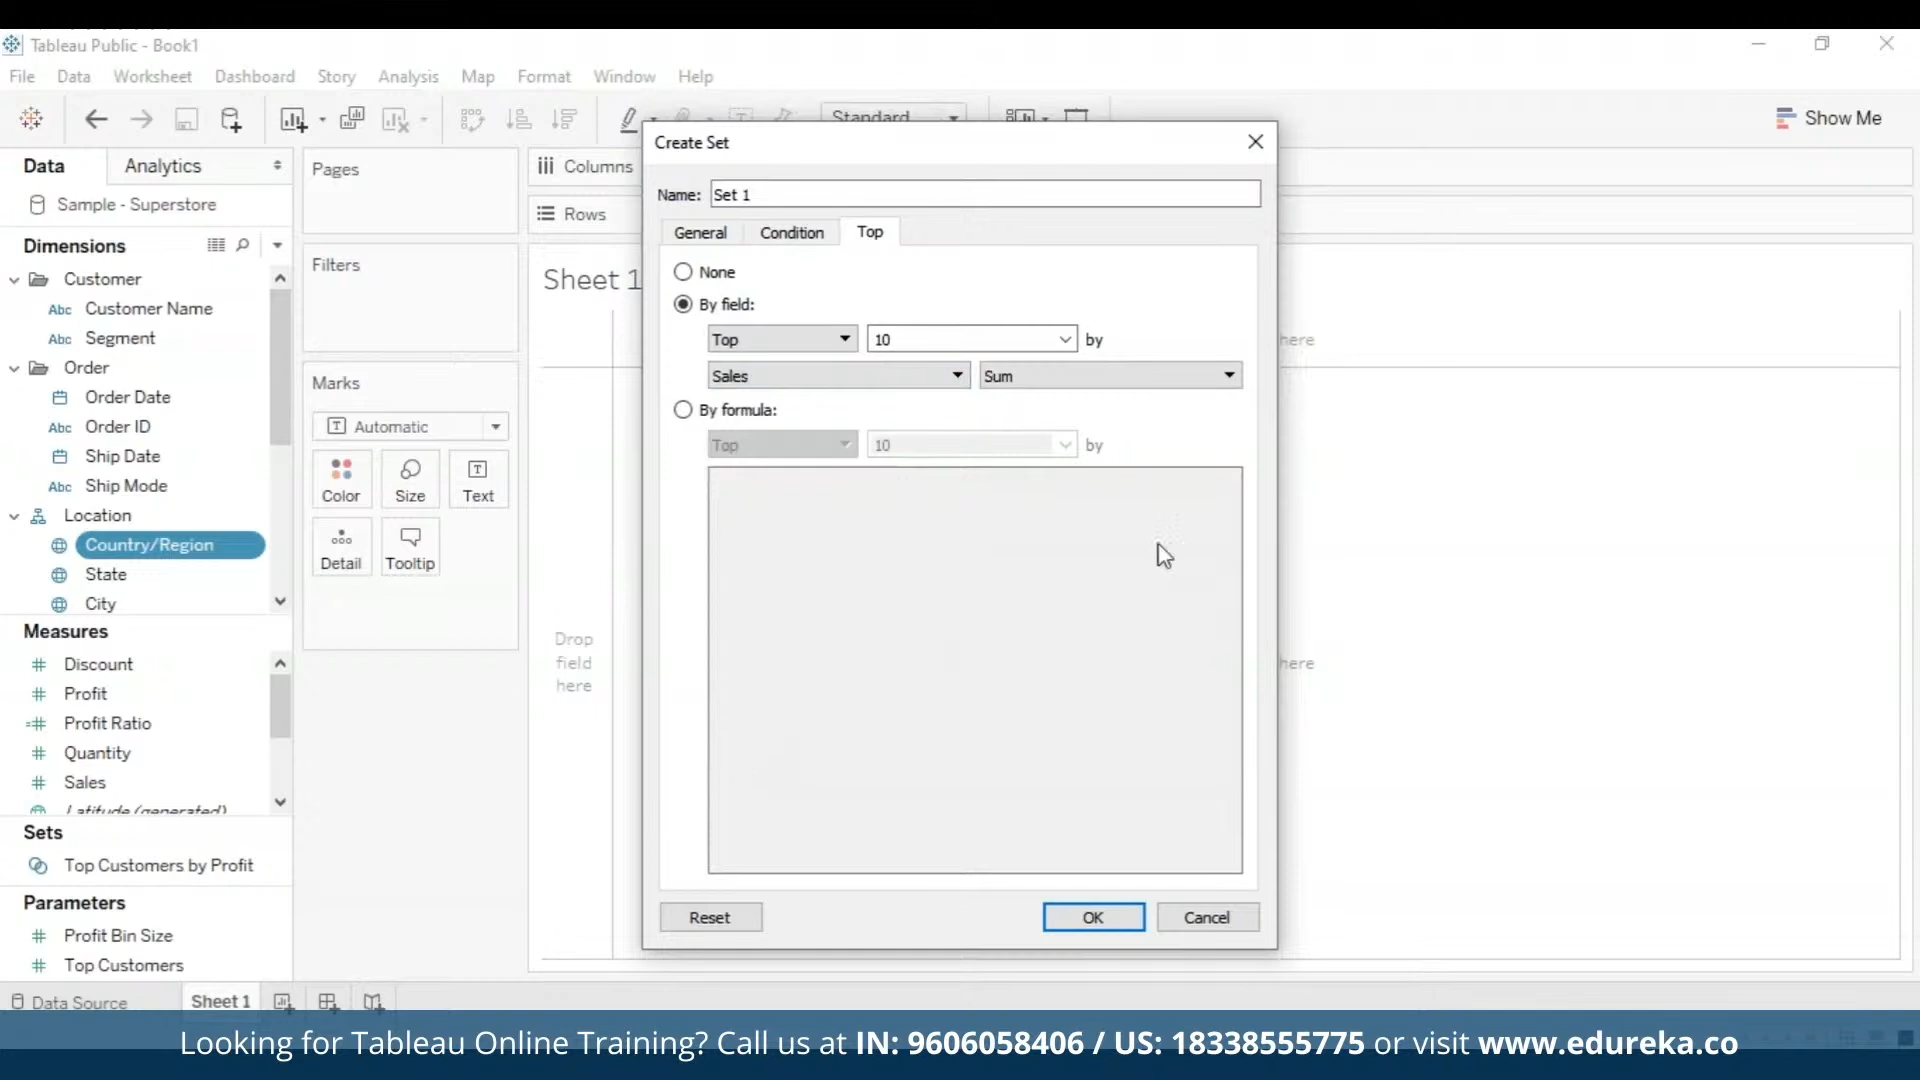 Tableau Public - Book1
File Data Worksheet Dashboard Story Analysis Map Format Window Help
Standard
Show Me
Data Analytics
Sample - Superstore
Dimensions
Customer
Abc Customer Name
Abc Segment
Order
Order Date
Abc Order ID
Ship Date
Abc Ship Mode
Location
Country/Region
State
City
Measures
# Discount
# Profit
=# Profit Ratio
# Quantity
# Sales
Latitude (generated)
Sets
Top Customers by Profit
Parameters
# Profit Bin Size
# Top Customers
Pages
Filters
Marks
Automatic
Color Size Text
Detail Tooltip
Columns
Rows
Sheet 1
here
Drop
field
here
here
Create Set
Name: Set 1
General Condition Top
None
By field:
Top 10 by
Sales Sum
By formula:
Top 10 by
Reset OK Cancel
Data Source Sheet 1
Looking for Tableau Online Training? Call us at IN: 9606058406 / US: 18338555775 or visit www.edureka.co